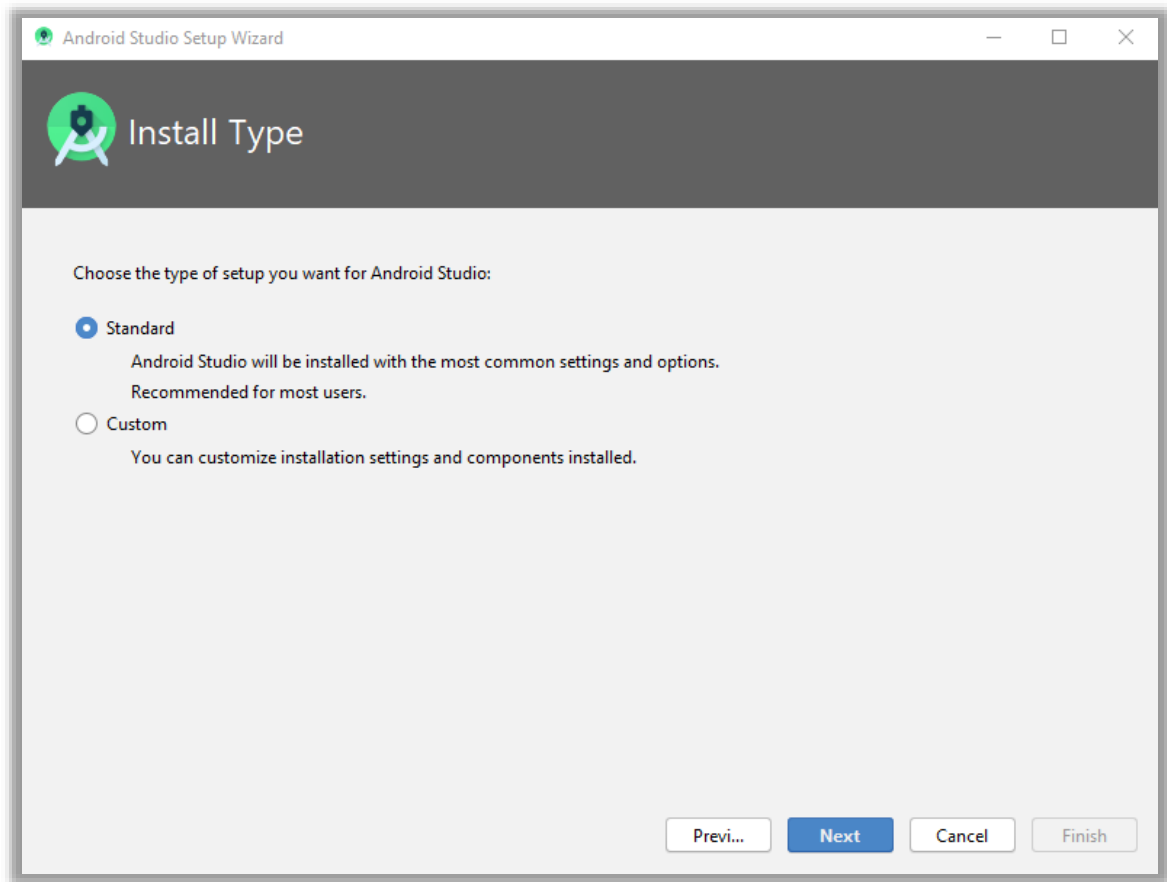 Android Studio Setup Wizard
Install Type
Choose the type of setup you want for Android Studio:
Standard
Android Studio will be installed with the most common settings and options.
Recommended for most users.
Custom
You can customize installation settings and components installed.
Previ... Next Cancel Finish